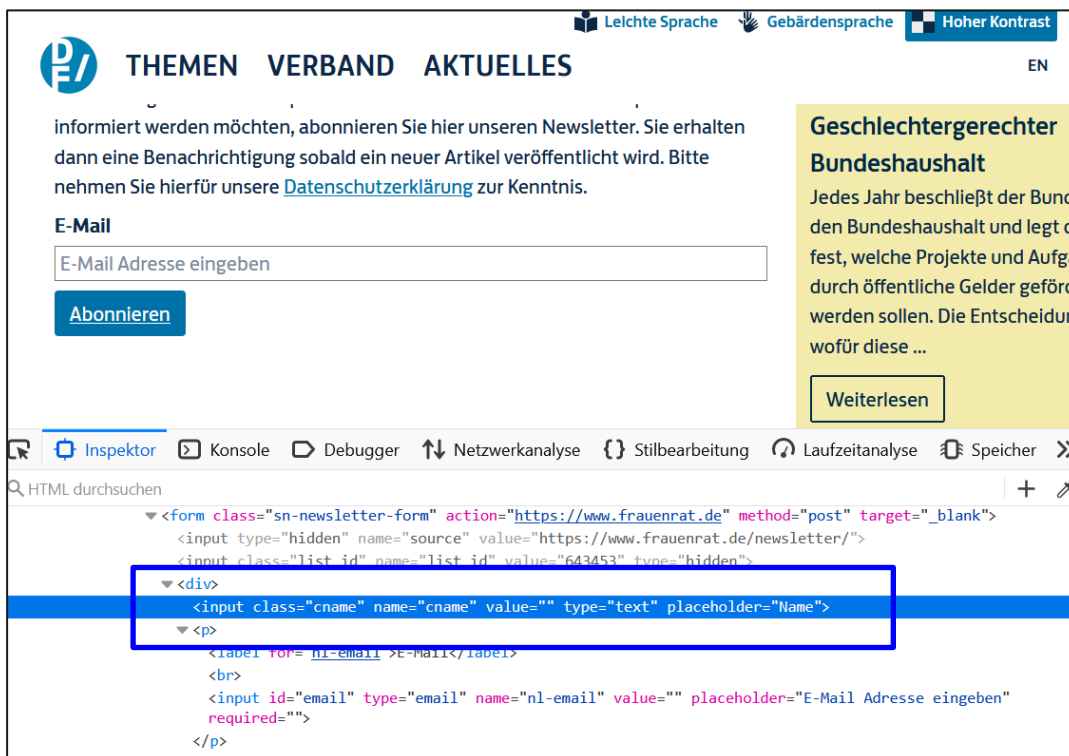 Leichte Sprache Gebärdensprache Hoher Kontrast
DF/ THEMEN VERBAND AKTUELLES EN
informiert werden möchten, abonnieren Sie hier unseren Newsletter. Sie erhalten
dann eine Benachrichtigung sobald ein neuer Artikel veröffentlicht wird. Bitte
nehmen Sie hierfür unsere Datenschutzerklärung zur Kenntnis.
E-Mail
E-Mail Adresse eingeben
Abonnieren
Geschlechtergerechter
Bundeshaushalt
Jedes Jahr beschließt der Bund
den Bundeshaushalt und legt
fest, welche Projekte und Aufga
durch öffentliche Gelder geförd
werden sollen. Die Entscheidun
wofür diese ...
Weiterlesen
Inspektor Konsole Debugger Netzwerkanalyse Stilbearbeitung Laufzeitanalyse Speicher
HTML durchsuchen
<form class="sn-newsletter-form" action="https://www.frauenrat.de" method="post" target="_blank">
<input type="hidden" name="source" value="https://www.frauenrat.de/newsletter/">
<input class="list_id" name="list_id" value="643453" type="hidden">
<div>
<input class="cname" name="cname" value="" type="text" placeholder="Name">
<p>
<label for="nl-email">E-Mail</label>
<br>
<input id="email" type="email" name="nl-email" value="" placeholder="E-Mail Adresse eingeben"
required="">
</p>